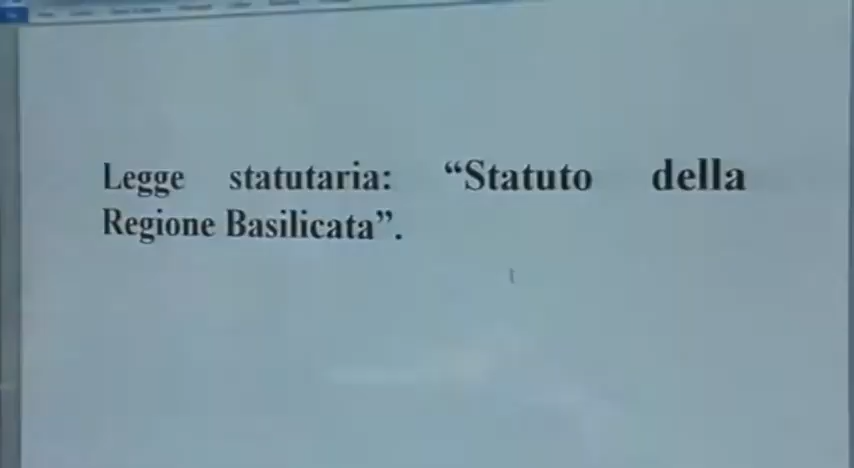 Legge statutaria: “Statuto della
Regione Basilicata”.